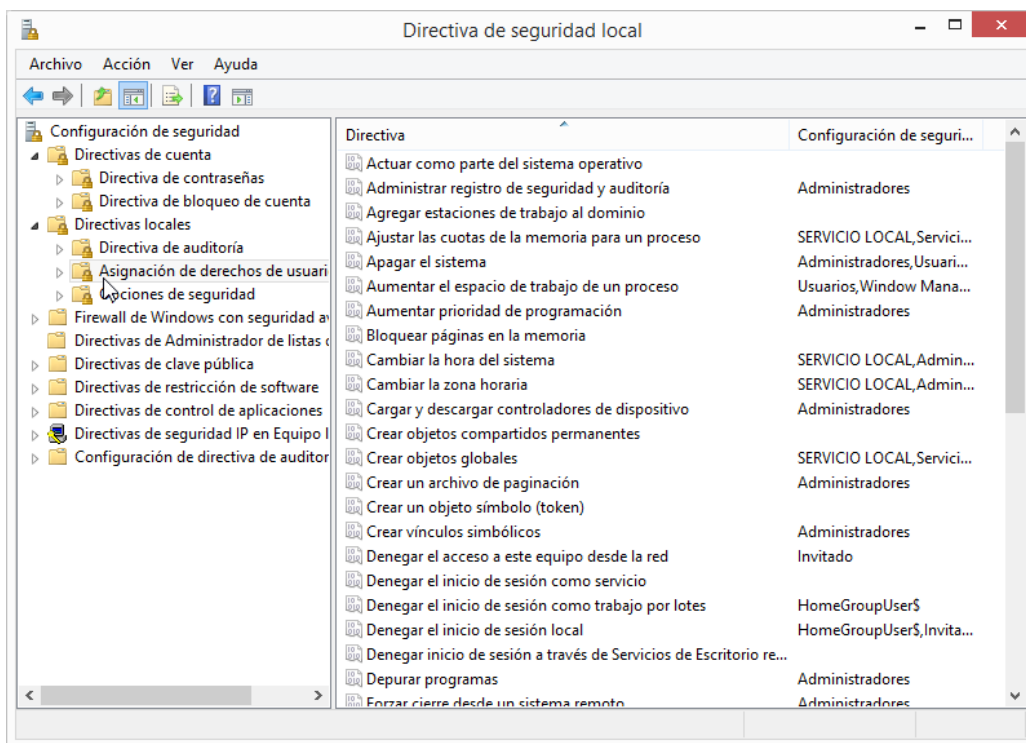 Directiva de seguridad local
Archivo Acción Ver Ayuda
Configuración de seguridad
Directivas de cuenta
Directiva de contraseñas
Directiva de bloqueo de cuenta
Directivas locales
Directiva de auditoría
Asignación de derechos de usuari
Opciones de seguridad
Firewall de Windows con seguridad av
Directivas de Administrador de listas
Directivas de clave pública
Directivas de restricción de software
Directivas de control de aplicaciones
Directivas de seguridad IP en Equipo l
Configuración de directiva de auditor
Directiva Configuración de seguri...
Actuar como parte del sistema operativo
Administrar registro de seguridad y auditoría Administradores
Agregar estaciones de trabajo al dominio
Ajustar las cuotas de la memoria para un proceso SERVICIO LOCAL,Servici...
Apagar el sistema Administradores,Usuari...
Aumentar el espacio de trabajo de un proceso Usuarios,Window Mana...
Aumentar prioridad de programación Administradores
Bloquear páginas en la memoria
Cambiar la hora del sistema SERVICIO LOCAL,Admin...
Cambiar la zona horaria SERVICIO LOCAL,Admin...
Cargar y descargar controladores de dispositivo Administradores
Crear objetos compartidos permanentes
Crear objetos globales SERVICIO LOCAL,Servici...
Crear un archivo de paginación Administradores
Crear un objeto símbolo (token)
Crear vínculos simbólicos Administradores
Denegar el acceso a este equipo desde la red Invitado
Denegar el inicio de sesión como servicio
Denegar el inicio de sesión como trabajo por lotes HomeGroupUser$
Denegar el inicio de sesión local HomeGroupUser$,Invita...
Denegar inicio de sesión a través de Servicios de Escritorio re...
Depurar programas Administradores
Forzar cierre desde un sistema remoto Administradores